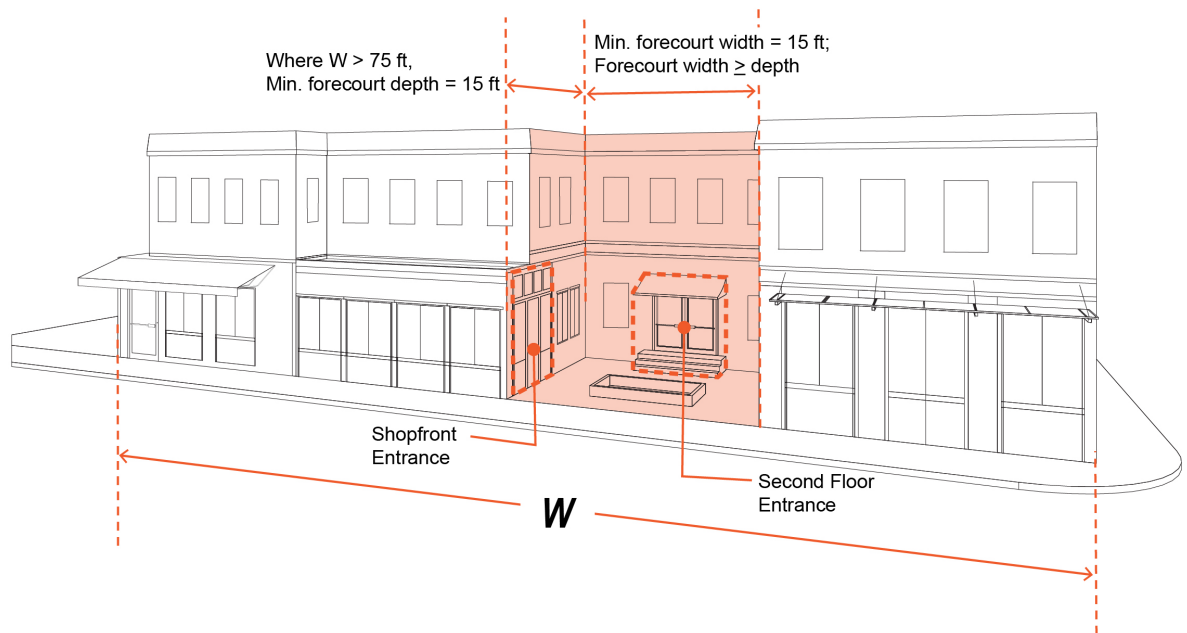 Where W > 75 ft,
Min. forecourt depth = 15 ft
Min. forecourt width = 15 ft;
Forecourt width ≥ depth
Shopfront
Entrance
Second Floor
Entrance
W